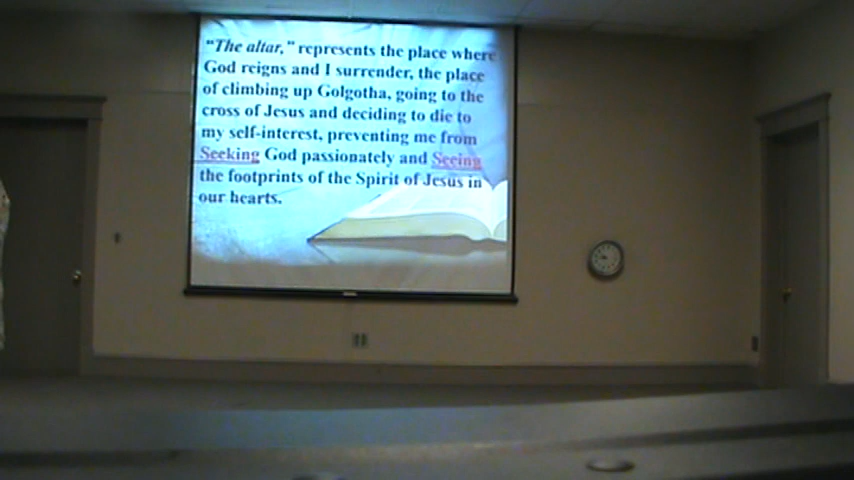 "The altar," represents the place where
God reigns and I surrender, the place
of climbing up Golgotha, going to the
cross of Jesus and deciding to die to
my self-interest, preventing me from
Seeking God passionately and Seeing
the footprints of the Spirit of Jesus in
our hearts.